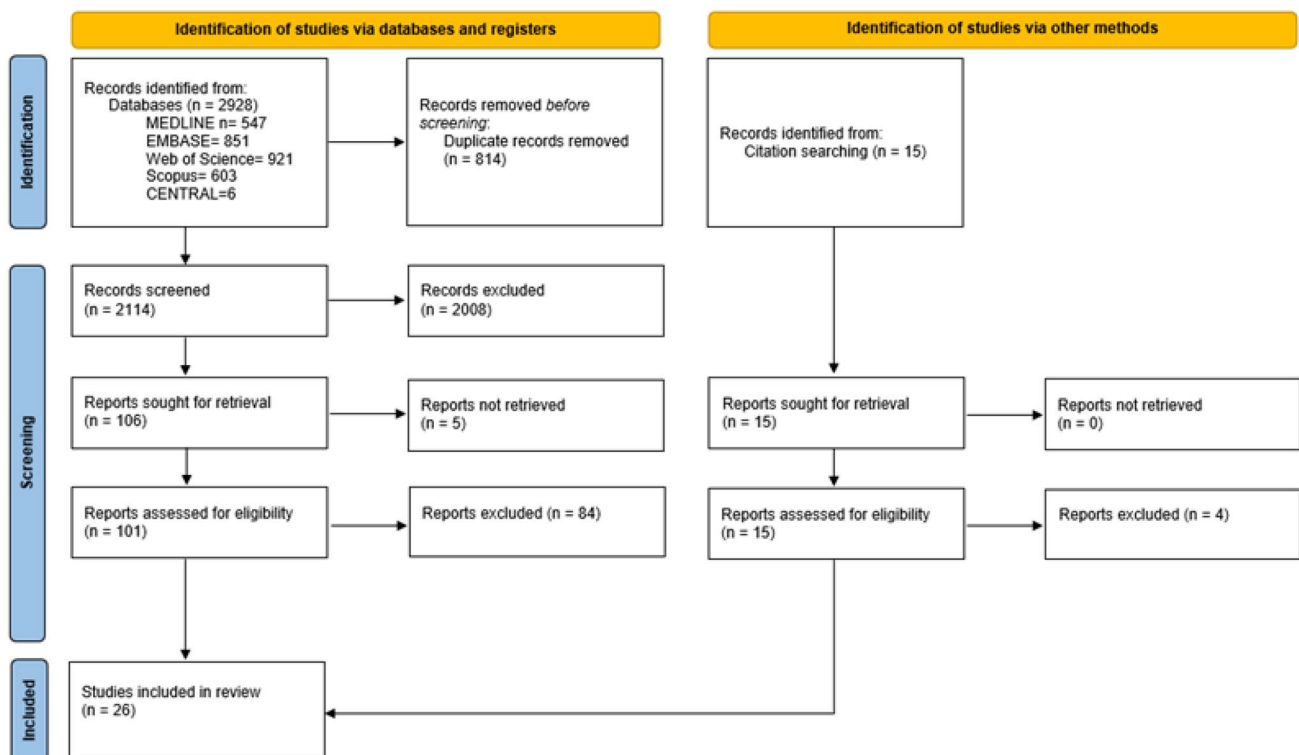 Identification of studies via databases and registers
Identification of studies via other methods
Identification
Records identified from:
Databases (n = 2928)
MEDLINE n= 547
EMBASE= 851
Web of Science= 921
Scopus= 603
CENTRAL=6
Records removed before
screening:
Duplicate records removed
(n = 814)
Records identified from:
Citation searching (n = 15)
Screening
Records screened
(n = 2114)
Records excluded
(n = 2008)
Reports sought for retrieval
(n = 106)
Reports not retrieved
(n = 5)
Reports sought for retrieval
(n = 15)
Reports not retrieved
(n = 0)
Reports assessed for eligibility
(n = 101)
Reports excluded (n = 84)
Reports assessed for eligibility
(n = 15)
Reports excluded (n = 4)
Included
Studies included in review
(n = 26)